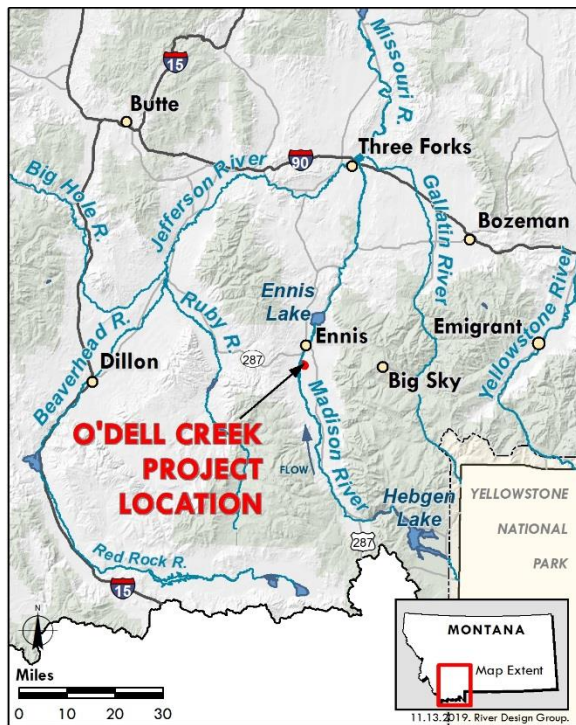 15
Missouri R.
Butte
90
Three Forks
Big Hole R.
Jefferson River
Gallatin River
Bozeman
Ennis
Lake
Ruby R.
Beaverhead R.
287
Ennis
Emigrant
Yellowstone River
Dillon
Big Sky
O'DELL CREEK
PROJECT
LOCATION
Madison River
FLOW
Hebgen
Lake
YELLOWSTONE
NATIONAL
PARK
287
Red Rock R.
15
N
MONTANA
Map Extent
Miles
0 10 20 30
11.13.2019. River Design Group.